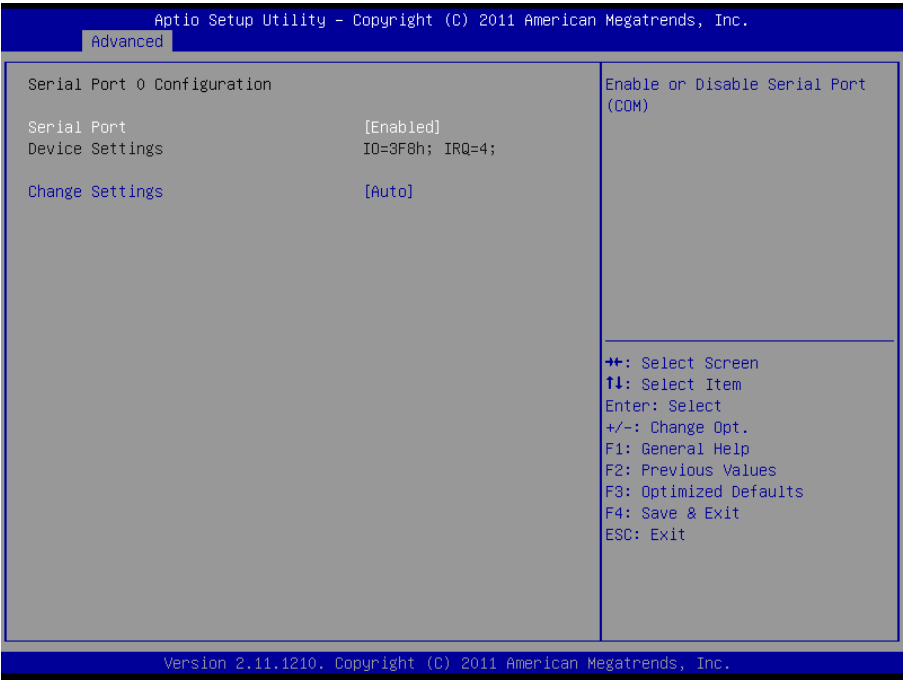 Aptio Setup Utility – Copyright (C) 2011 American Megatrends, Inc.
Advanced
Serial Port 0 Configuration
Serial Port [Enabled]
Device Settings IO=3F8h; IRQ=4;
Change Settings [Auto]
Enable or Disable Serial Port
(COM)
→←: Select Screen
↑↓: Select Item
Enter: Select
+/-: Change Opt.
F1: General Help
F2: Previous Values
F3: Optimized Defaults
F4: Save & Exit
ESC: Exit
Version 2.11.1210. Copyright (C) 2011 American Megatrends, Inc.